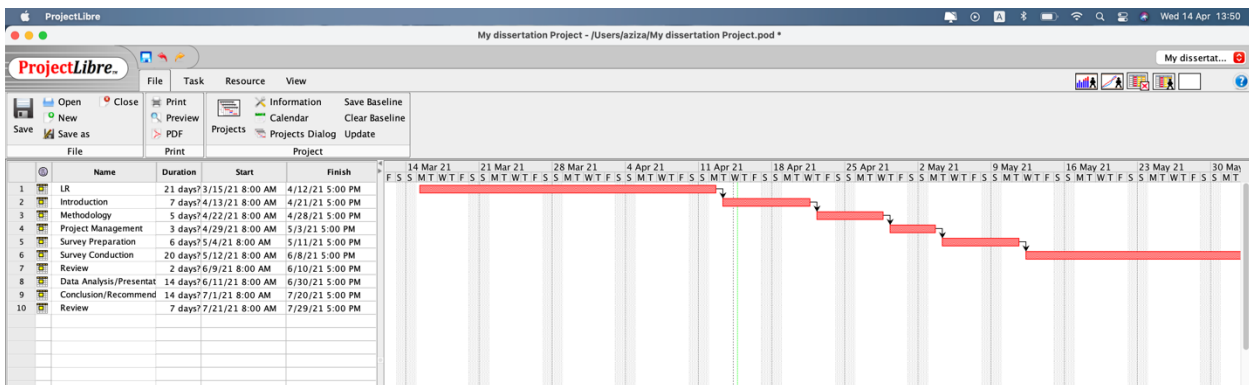 ProjectLibre
A
Wed 14 Apr 13:50
My dissertation Project - /Users/aziza/My dissertation Project.pod *
ProjectLibre
My dissertat...
File Task Resource View
Save
Open
Close
New
Save as
File
Print
Preview
PDF
Print
Projects
Information
Calendar
Projects Dialog
Save Baseline
Clear Baseline
Update
Project
Name Duration Start Finish
14 Mar 21 21 Mar 21 28 Mar 21 4 Apr 21 11 Apr 21 18 Apr 21 25 Apr 21 2 May 21 9 May 21 16 May 21 23 May 21 30 May
F S S M T W T F S S M T W T F S S M T W T F S S M T W T F S S M T W T F S S M T W T F S S M T W T F S S M T W T F S S M T W T F S S M T W T F S S M T W T F S S M T
1 LR 21 days? 3/15/21 8:00 AM 4/12/21 5:00 PM
2 Introduction 7 days? 4/13/21 8:00 AM 4/21/21 5:00 PM
3 Methodology 5 days? 4/22/21 8:00 AM 4/28/21 5:00 PM
4 Project Management 3 days? 4/29/21 8:00 AM 5/3/21 5:00 PM
5 Survey Preparation 6 days? 5/4/21 8:00 AM 5/11/21 5:00 PM
6 Survey Conduction 20 days? 5/12/21 8:00 AM 6/8/21 5:00 PM
7 Review 2 days? 6/9/21 8:00 AM 6/10/21 5:00 PM
8 Data Analysis/Presentat 14 days? 6/11/21 8:00 AM 6/30/21 5:00 PM
9 Conclusion/Recommend 14 days? 7/1/21 8:00 AM 7/20/21 5:00 PM
10 Review 7 days? 7/21/21 8:00 AM 7/29/21 5:00 PM